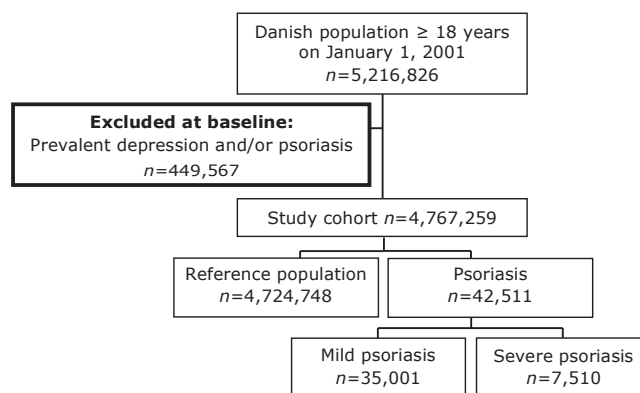 Danish population ≥ 18 years
on January 1, 2001
n=5,216,826
Excluded at baseline:
Prevalent depression and/or psoriasis
n=449,567
Study cohort n=4,767,259
Reference population
n=4,724,748
Psoriasis
n=42,511
Mild psoriasis
n=35,001
Severe psoriasis
n=7,510